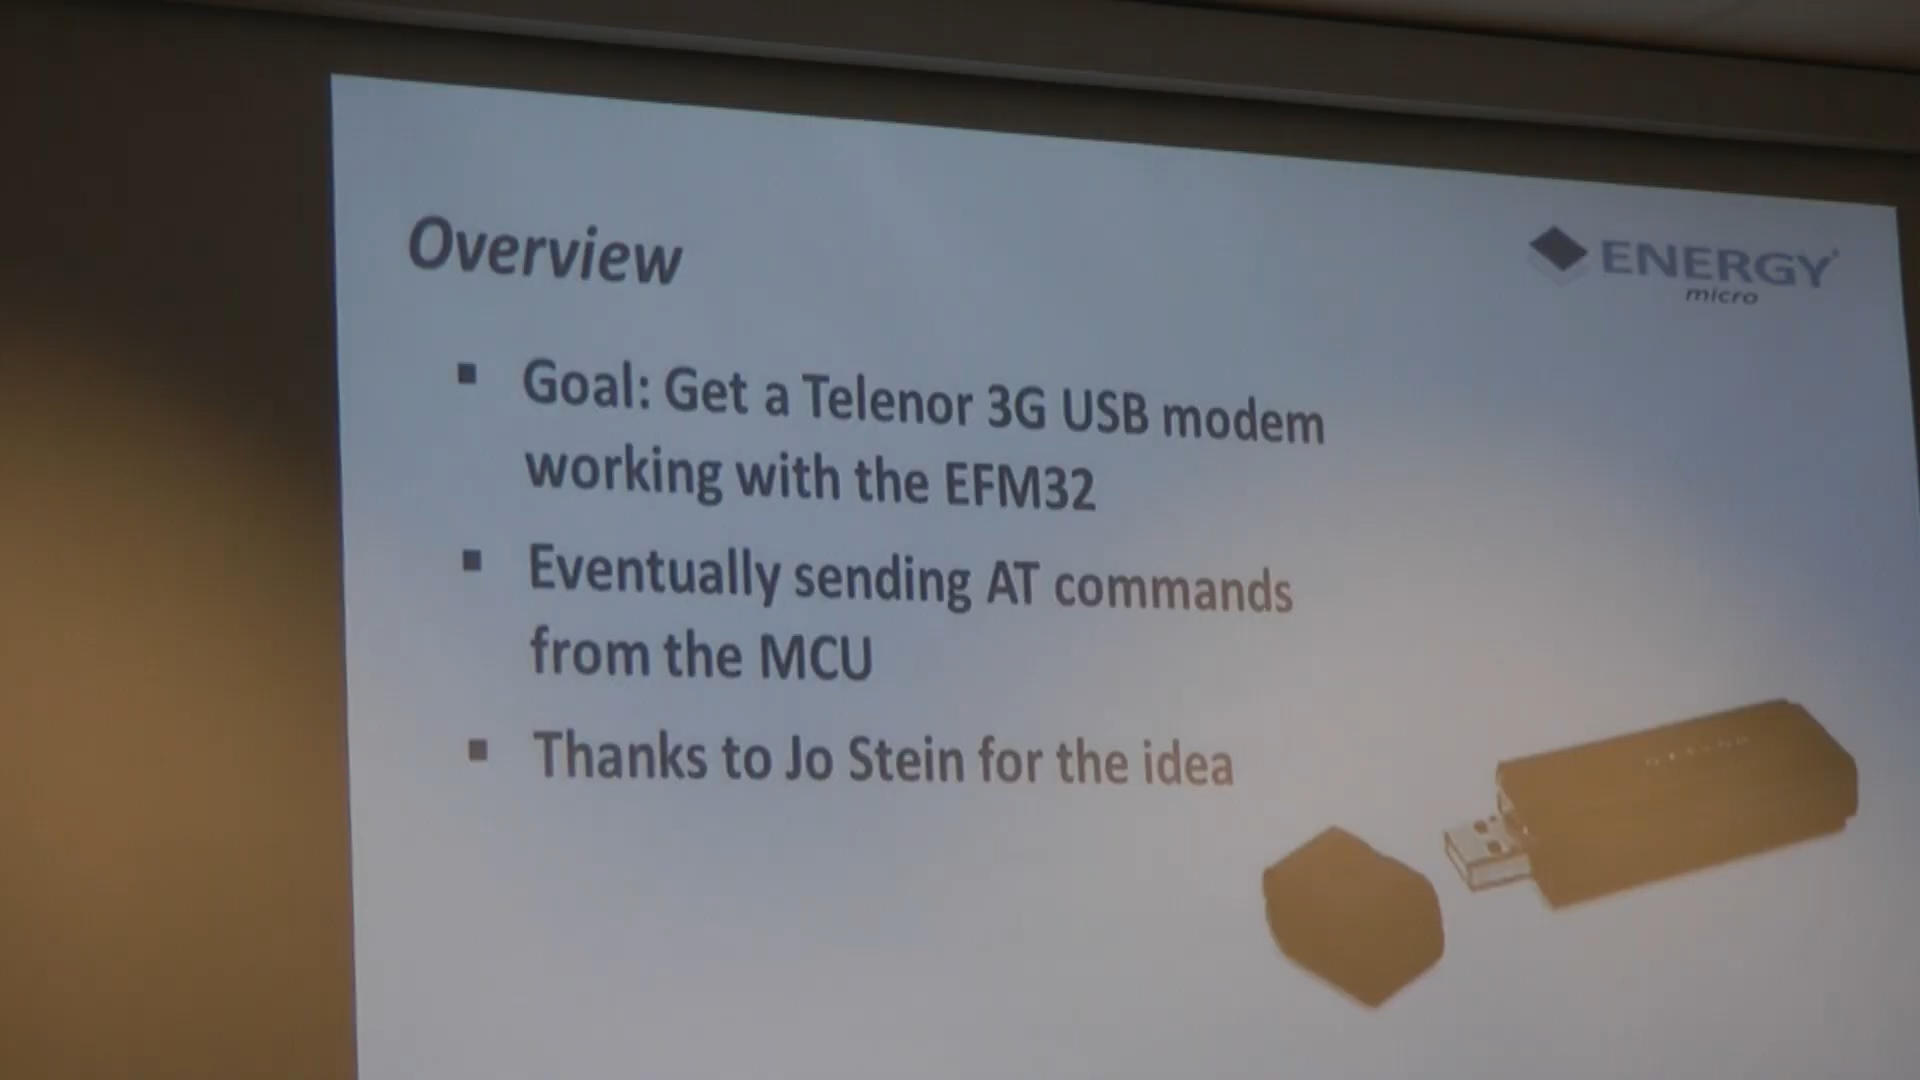 Overview
ENERGY
micro
▪ Goal: Get a Telenor 3G USB modem
working with the EFM32
▪ Eventually sending AT commands
from the MCU
▪ Thanks to Jo Stein for the idea